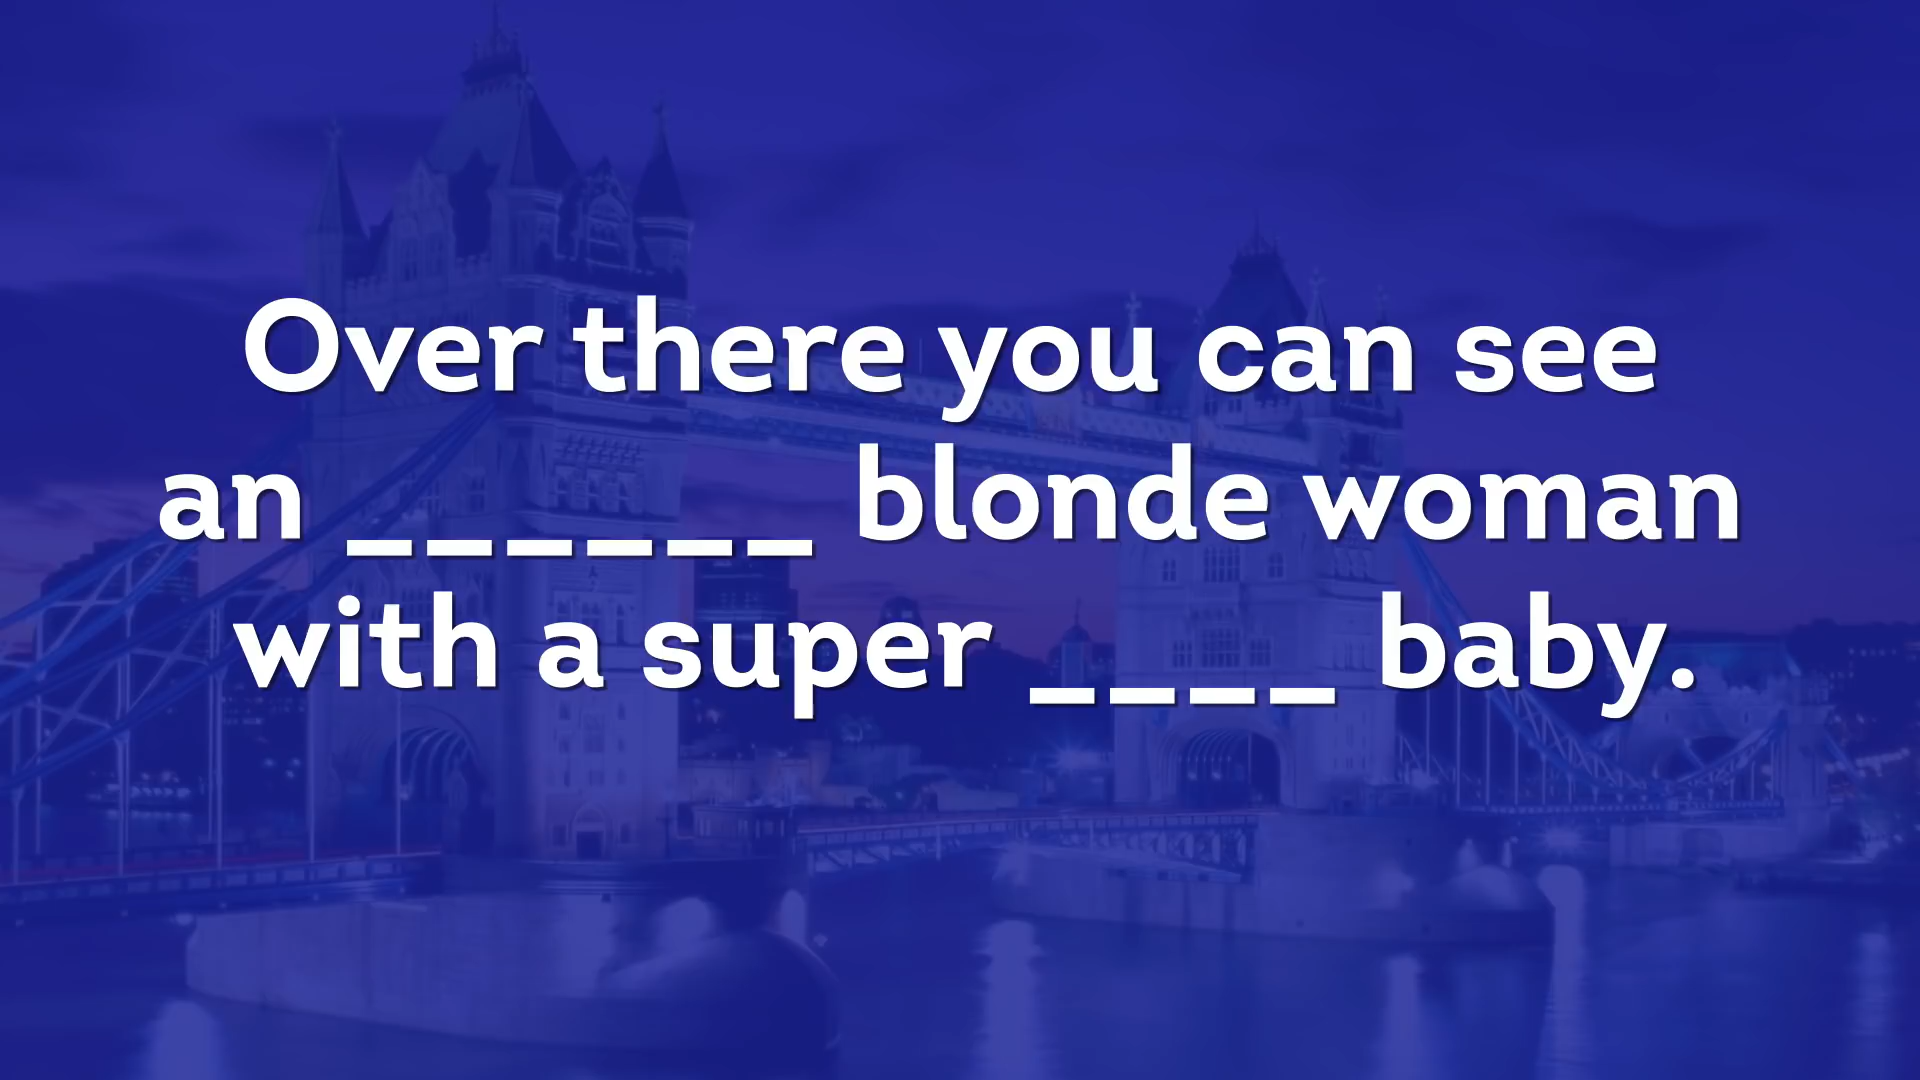 Over there you can see
an ______ blonde woman
with a super ____ baby.